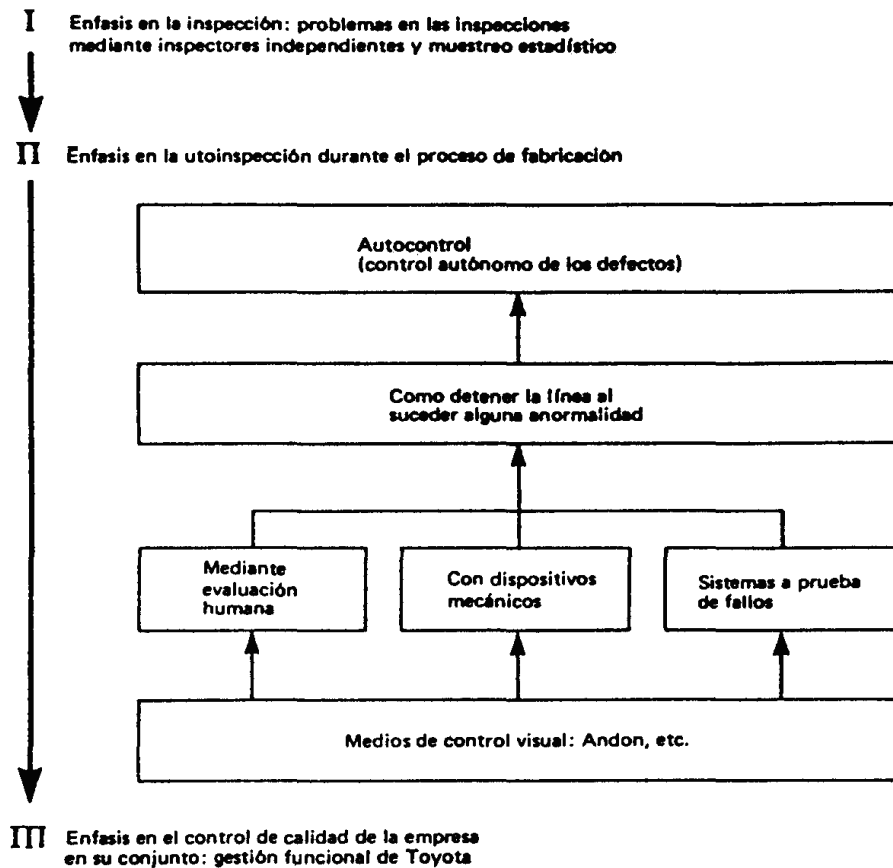 I Enfasis en la inspección: problemas en las inspecciones
mediante inspectores independientes y muestreo estadístico
II Enfasis en la utoinspección durante el proceso de fabricación
Autocontrol
(control autónomo de los defectos)
Como detener la línea al
suceder alguna anormalidad
Mediante
evaluación
humana
Con dispositivos
mecánicos
Sistemas a prueba
de fallos
Medios de control visual: Andon, etc.
III Enfasis en el control de calidad de la empresa
en su conjunto: gestión funcional de Toyota